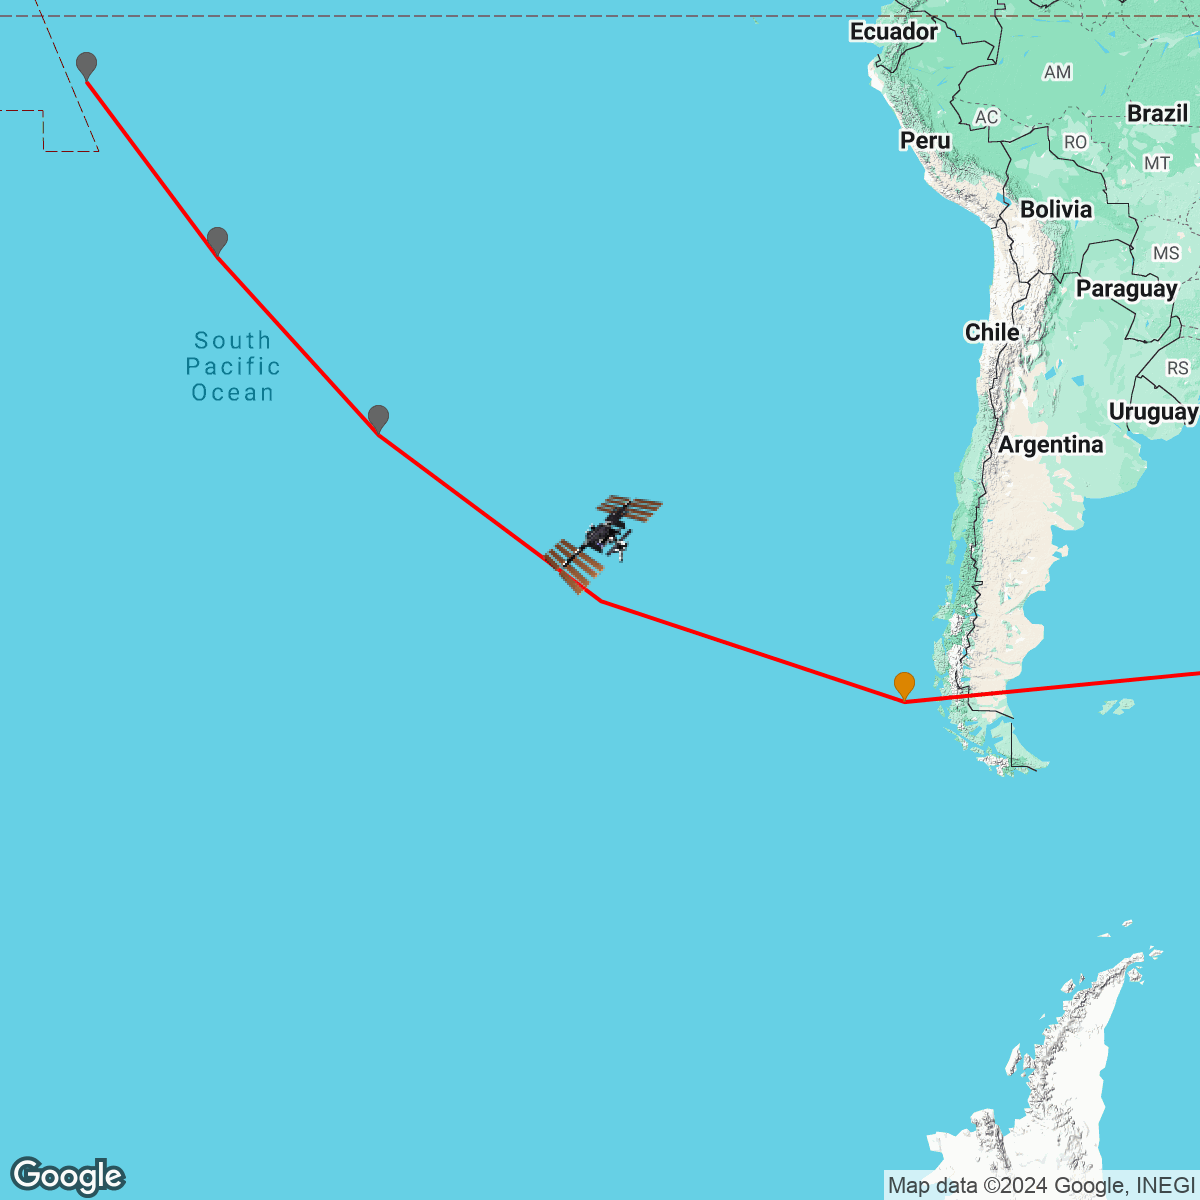 Ecuador
AM
Brazil
AC
Peru
RO
MT
Bolivia
MS
Paraguay
Chile
South
Pacific
Ocean
RS
Uruguay
Argentina
Google
Map data ©2024 Google, INEGI